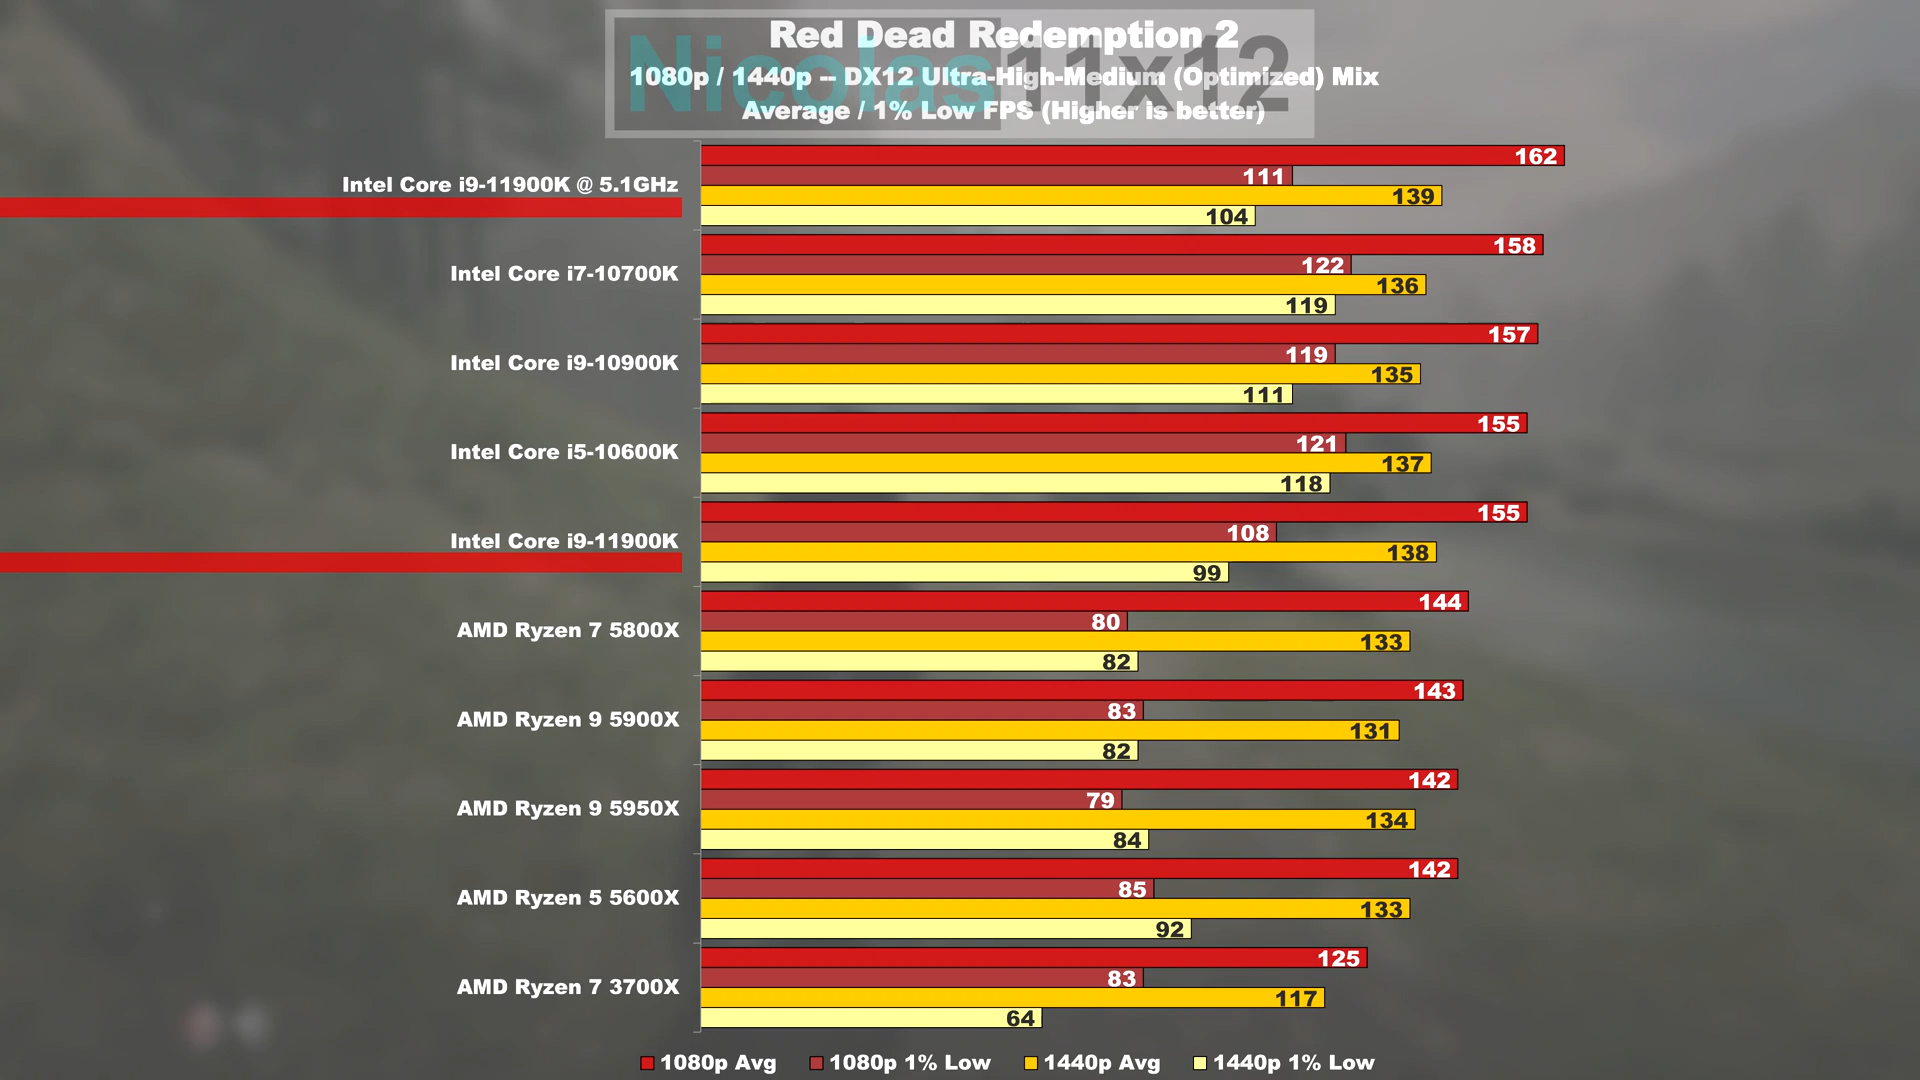 Red Dead Redemption 2
Nicolas11x12
1080p / 1440p -- DX12 Ultra-High-Medium (Optimized) Mix
Average / 1% Low FPS (Higher is better)
Intel Core i9-11900K @ 5.1GHz
162
111
139
104
Intel Core i7-10700K
158
122
136
119
Intel Core i9-10900K
157
119
135
111
Intel Core i5-10600K
155
121
137
118
Intel Core i9-11900K
155
108
138
99
AMD Ryzen 7 5800X
144
80
133
82
AMD Ryzen 9 5900X
143
83
131
82
AMD Ryzen 9 5950X
142
79
134
84
AMD Ryzen 5 5600X
142
85
133
92
AMD Ryzen 7 3700X
125
83
117
64
1080p Avg 1080p 1% Low 1440p Avg 1440p 1% Low